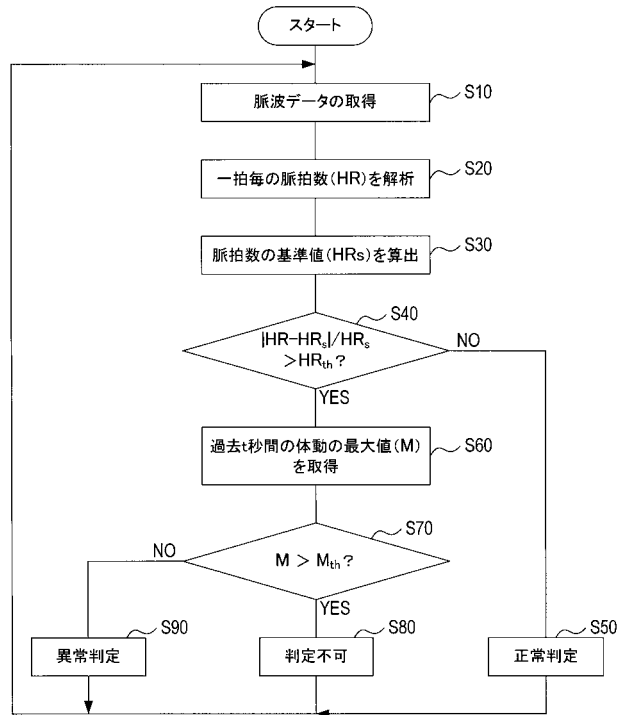 スタート
脈波データの取得
S10
一拍毎の脈拍数(HR)を解析
S20
脈拍数の基準値(HRs)を算出
S30
S40
|HR-HRs|/HRs
>HRth?
NO
YES
過去t秒間の体動の最大値(M)
を取得
S60
S70
NO
M > Mth?
YES
S90
異常判定
S80
判定不可
S50
正常判定